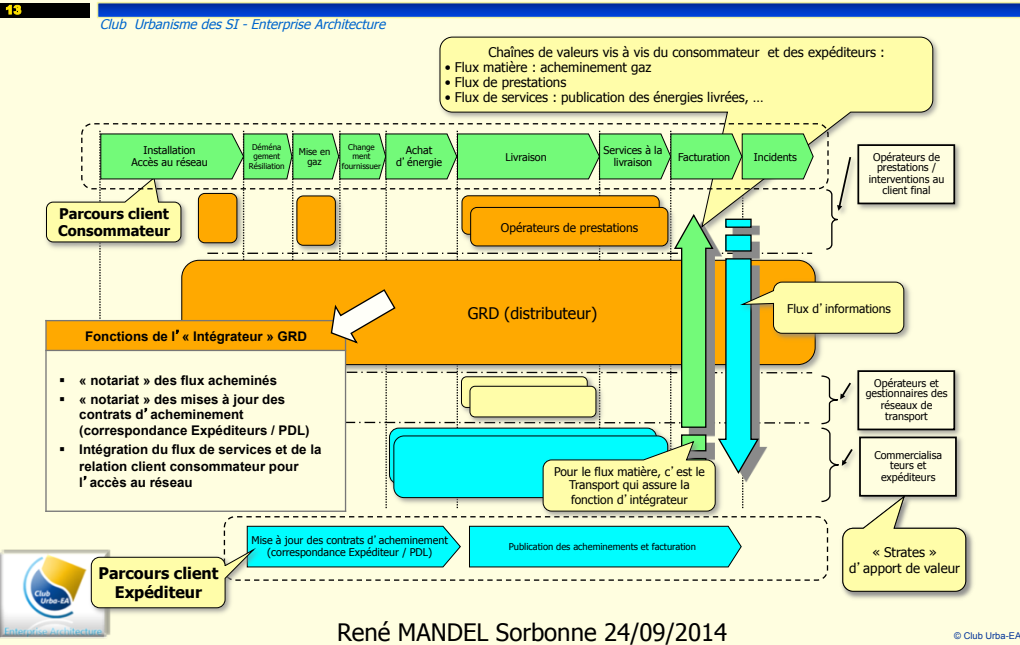 13
Club Urbanisme des SI - Enterprise Architecture
Chaînes de valeurs vis à vis du consommateur et des expéditeurs :
• Flux matière : acheminement gaz
• Flux de prestations
• Flux de services : publication des énergies livrées, …
Installation
Accès au réseau
Déména
gement
Résiliation
Mise en
gaz
Change
ment
fournisseur
Achat
d’énergie
Livraison
Services à la
livraison
Facturation
Incidents
Opérateurs de
prestations /
interventions au
client final
Parcours client
Consommateur
Opérateurs de prestations
GRD (distributeur)
Flux d’informations
Fonctions de l’« Intégrateur » GRD
▪ « notariat » des flux acheminés
▪ « notariat » des mises à jour des
contrats d’acheminement
(correspondance Expéditeurs / PDL)
▪ Intégration du flux de services et de la
relation client consommateur pour
l’accès au réseau
Opérateurs et
gestionnaires des
réseaux de
transport
Commercialisa
teurs et
expéditeurs
Pour le flux matière, c’est le
Transport qui assure la
fonction d’intégrateur
Mise à jour des contrats d’acheminement
(correspondance Expéditeur / PDL)
Publication des acheminements et facturation
« Strates »
d’apport de valeur
Parcours client
Expéditeur
Club
Urba-EA
Enterprise Architecture
René MANDEL Sorbonne 24/09/2014
© Club Urba-EA